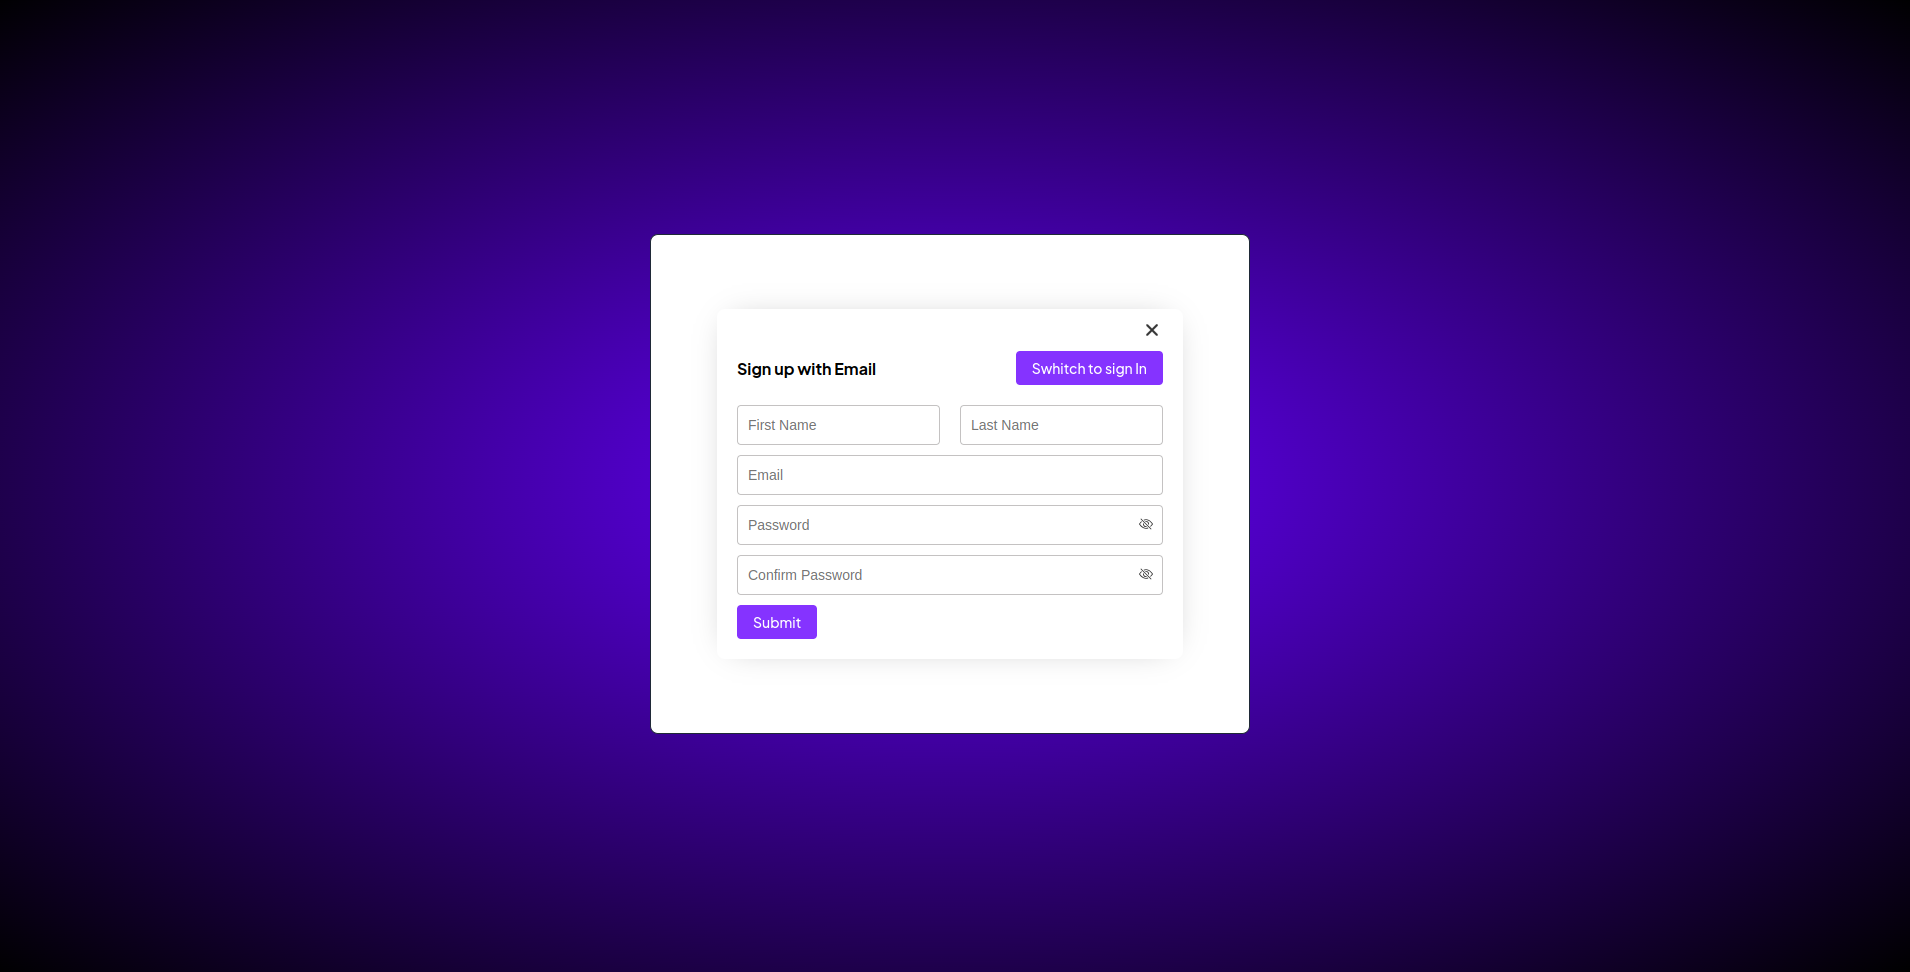 Sign up with Email
Swhitch to sign In
First Name
Last Name
Email
Password
Confirm Password
Submit